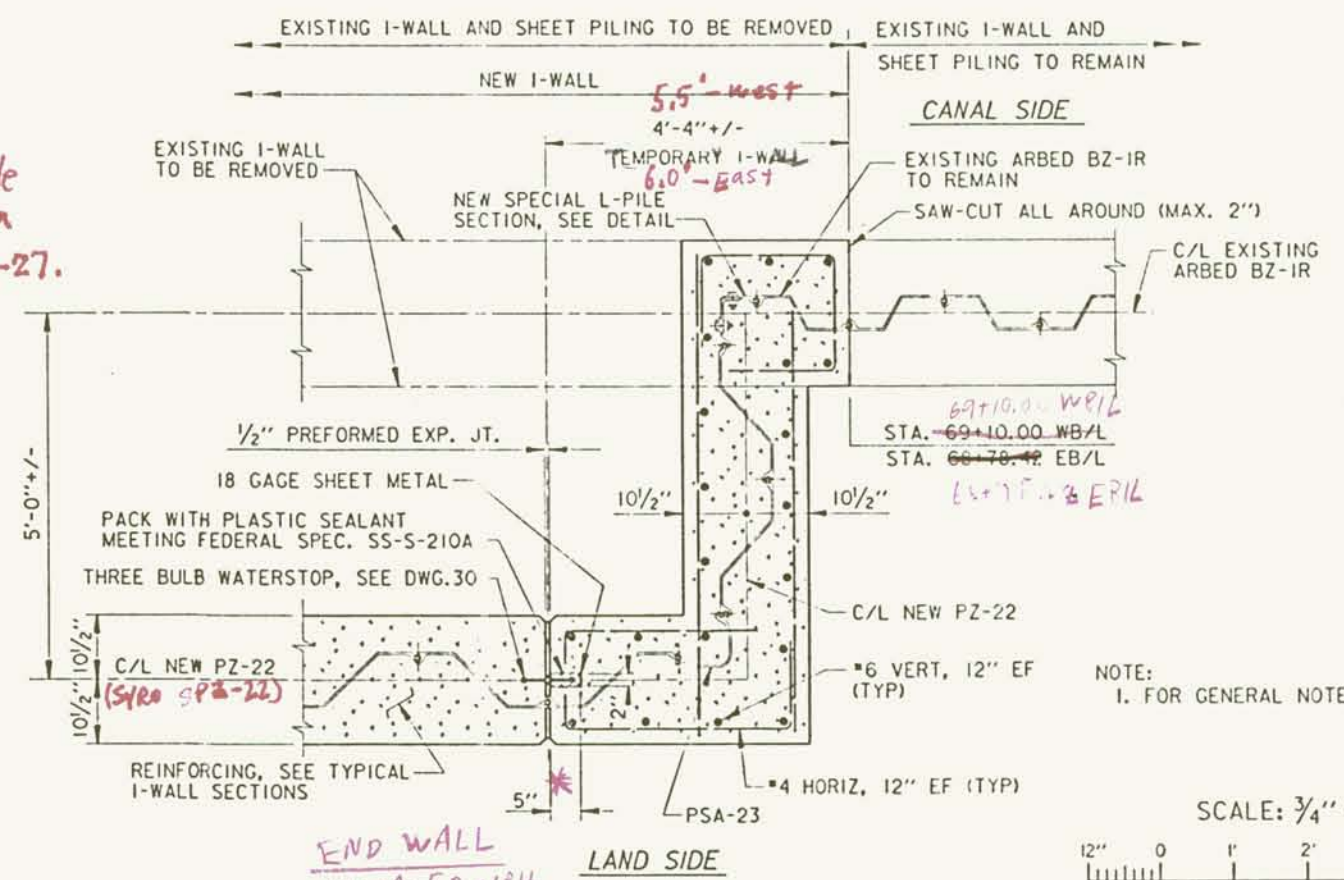 EXISTING I-WALL AND SHEET PILING TO BE REMOVED
EXISTING I-WALL AND
SHEET PILING TO REMAIN
NEW I-WALL
5.5' - west
CANAL SIDE
4'-4"+/-
EXISTING I-WALL
TO BE REMOVED
TEMPORARY I-WALL
6.0' - East
EXISTING ARBED BZ-IR
TO REMAIN
NEW SPECIAL L-PILE
SECTION, SEE DETAIL
SAW-CUT ALL AROUND (MAX. 2")
-27.
C/L EXISTING
ARBED BZ-IR
5'-0"+/-
69+10.00 WBIL
STA. 69+10.00 WB/L
STA. 68+78.42 EB/L
EBIL
1/2" PREFORMED EXP. JT.
18 GAGE SHEET METAL
10 1/2"
10 1/2"
PACK WITH PLASTIC SEALANT
MEETING FEDERAL SPEC. SS-S-210A
THREE BULB WATERSTOP, SEE DWG.30
C/L NEW PZ-22
10 1/2"
C/L NEW PZ-22
(SYRO SPZ-22)
10 1/2"
2"
#6 VERT, 12" EF
(TYP)
NOTE:
1. FOR GENERAL NOTE
REINFORCING, SEE TYPICAL
I-WALL SECTIONS
*
5"
#4 HORIZ, 12" EF (TYP)
PSA-23
SCALE: 3/4"
END WALL
LAND SIDE
12" 0 1' 2'